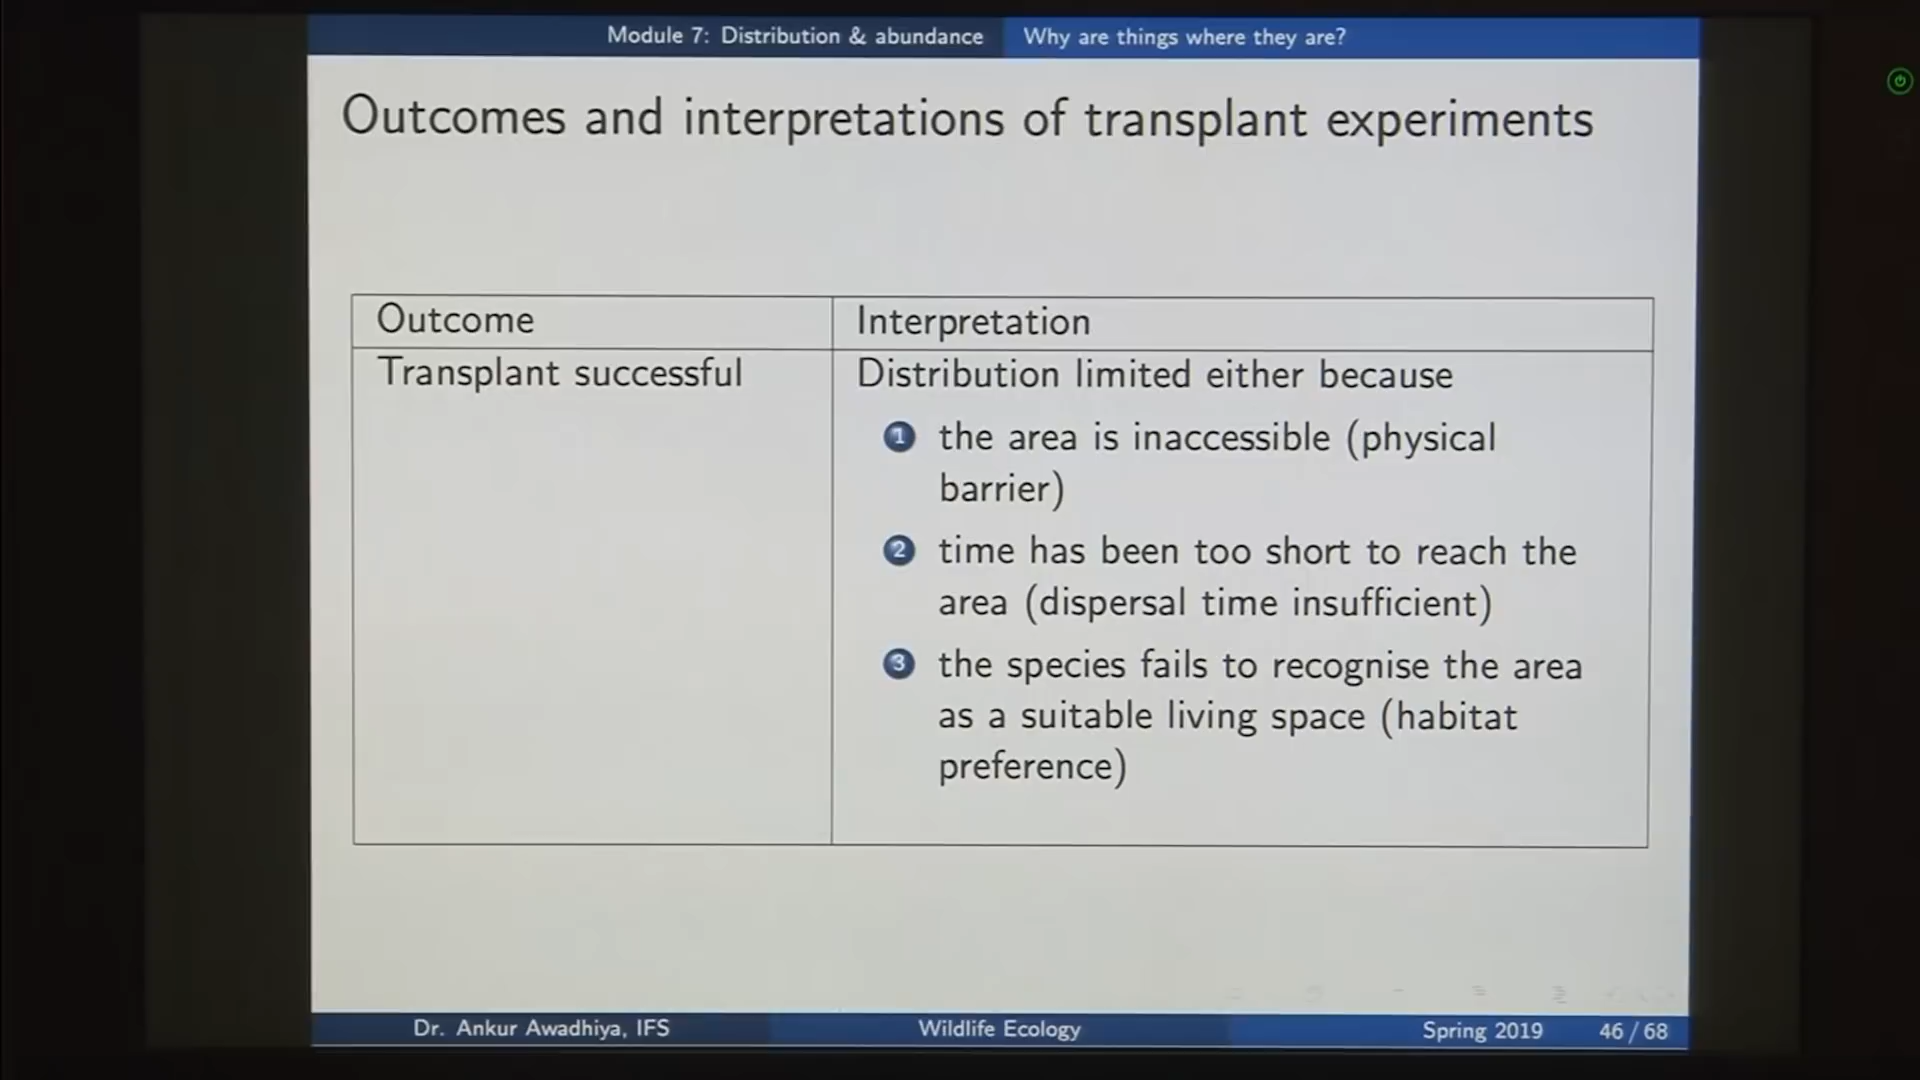 Module 7: Distribution & abundance
Why are things where they are?
Outcomes and interpretations of transplant experiments
Outcome
Interpretation
Transplant successful
Distribution limited either because
1 the area is inaccessible (physical
barrier)
2 time has been too short to reach the
area (dispersal time insufficient)
3 the species fails to recognise the area
as a suitable living space (habitat
preference)
Dr. Ankur Awadhiya, IFS
Wildlife Ecology
Spring 2019
46 / 68